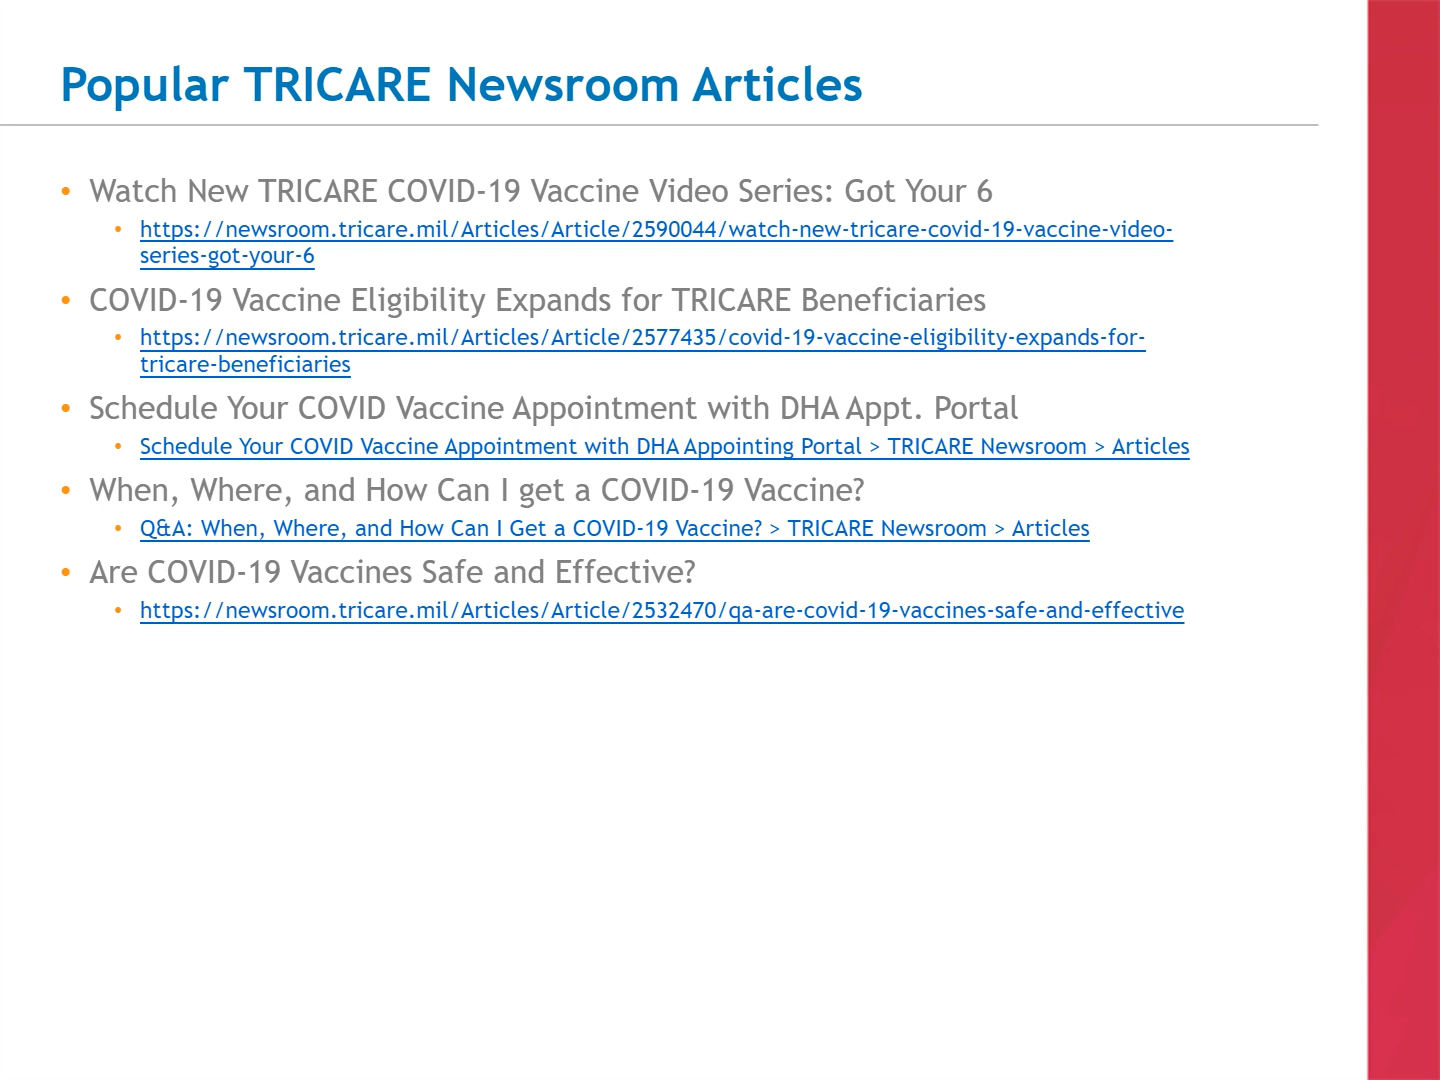 Popular TRICARE Newsroom Articles
• Watch New TRICARE COVID-19 Vaccine Video Series: Got Your 6
• https://newsroom.tricare.mil/Articles/Article/2590044/watch-new-tricare-covid-19-vaccine-video-
series-got-your-6
• COVID-19 Vaccine Eligibility Expands for TRICARE Beneficiaries
• https://newsroom.tricare.mil/Articles/Article/2577435/covid-19-vaccine-eligibility-expands-for-
tricare-beneficiaries
• Schedule Your COVID Vaccine Appointment with DHA Appt. Portal
• Schedule Your COVID Vaccine Appointment with DHA Appointing Portal > TRICARE Newsroom > Articles
• When, Where, and How Can I get a COVID-19 Vaccine?
• Q&A: When, Where, and How Can I Get a COVID-19 Vaccine? > TRICARE Newsroom > Articles
• Are COVID-19 Vaccines Safe and Effective?
• https://newsroom.tricare.mil/Articles/Article/2532470/qa-are-covid-19-vaccines-safe-and-effective